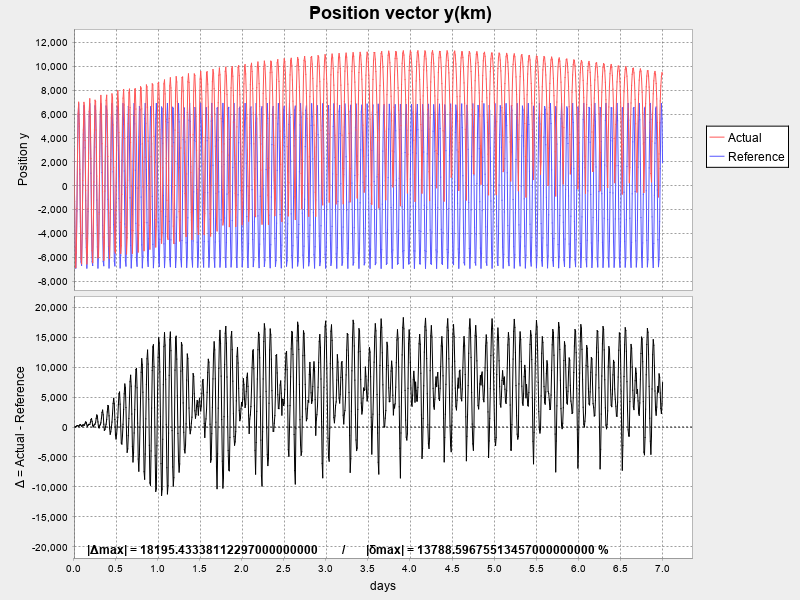 Position vector y(km)
12,000
10,000
8,000
6,000
4,000
2,000
0
-2,000
-4,000
-6,000
-8,000
Position y
Actual
Reference
20,000
15,000
10,000
5,000
0
-5,000
-10,000
-15,000
-20,000
Δ = Actual - Reference
|Δmax| = 18195.43338112297000000000 / |δmax| = 13788.59675513457000000000 %
0.0 0.5 1.0 1.5 2.0 2.5 3.0 3.5 4.0 4.5 5.0 5.5 6.0 6.5 7.0
days